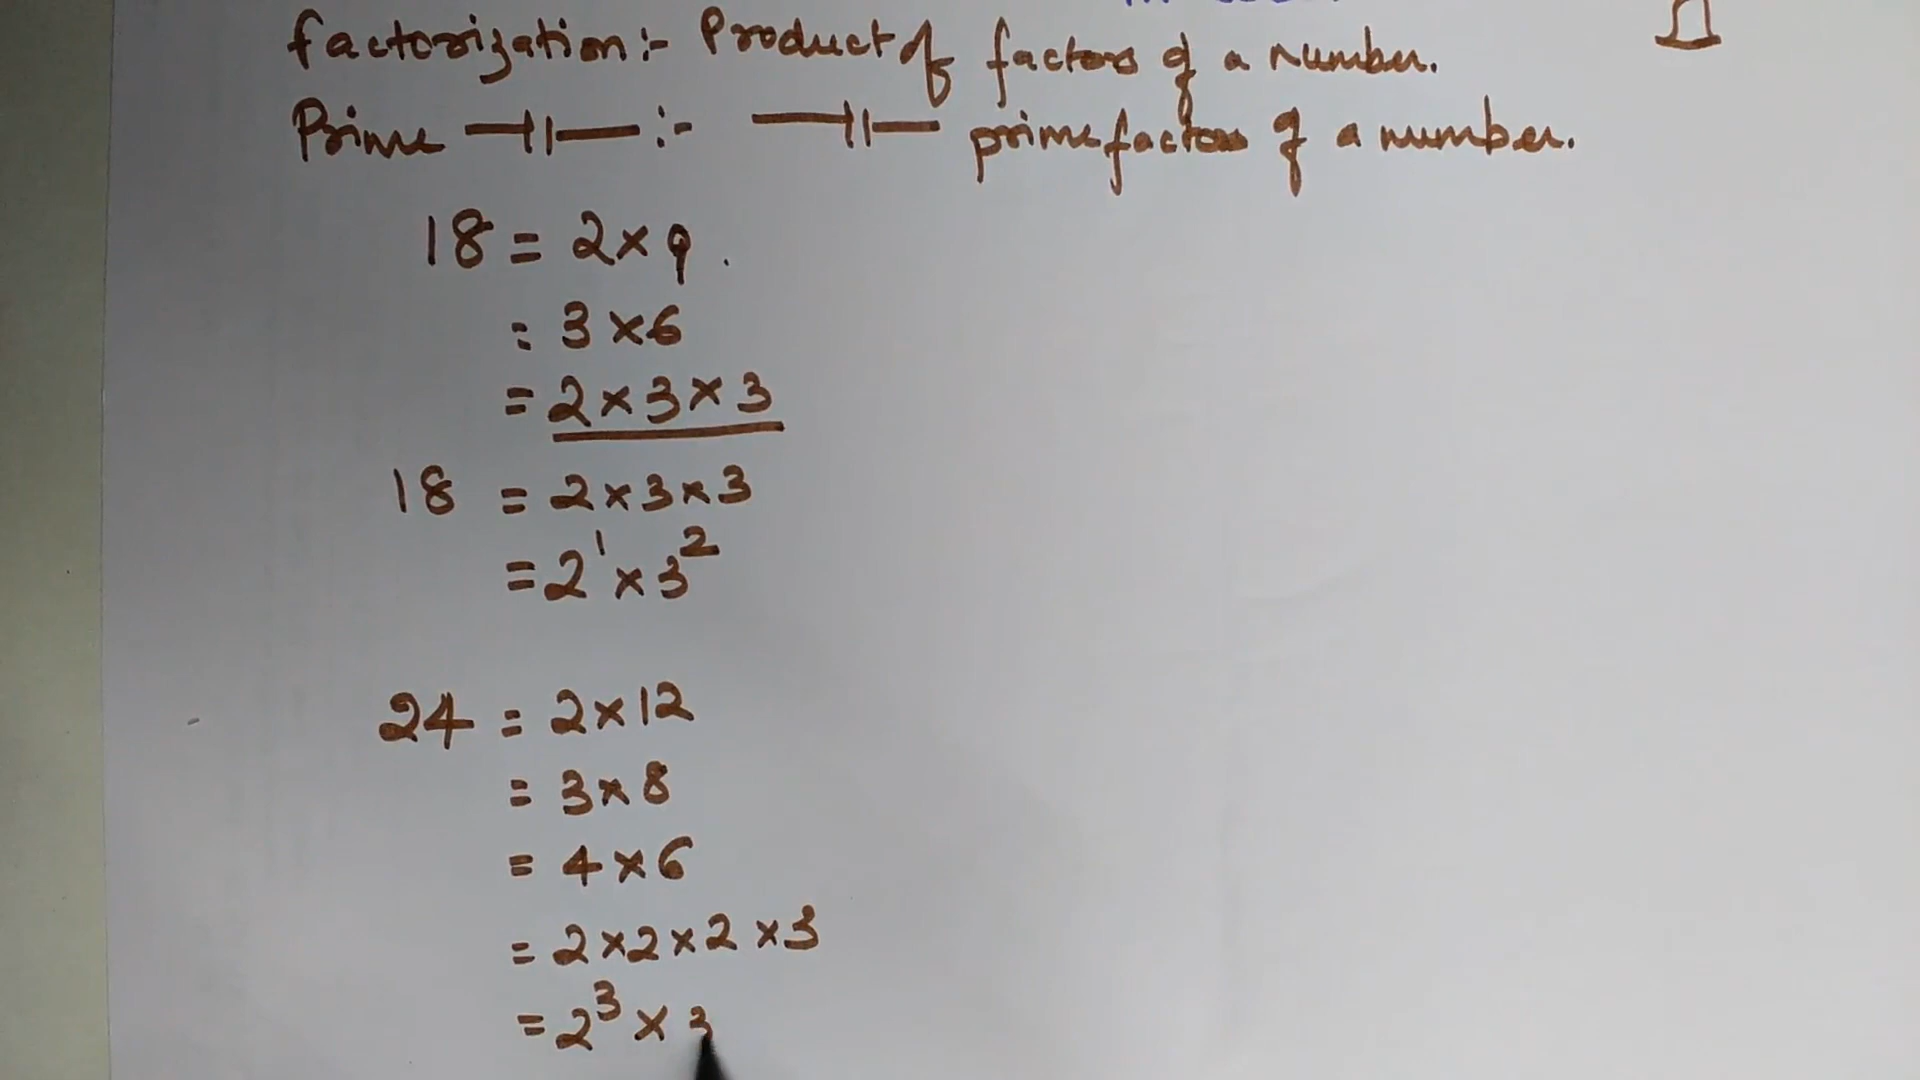 factorization :- Product of factors of a number.
Prime —||— :- —||— prime factors of a number.
18 = 2 × 9 .
= 3 × 6
= 2 × 3 × 3
18 = 2 × 3 × 3
= 2¹ × 3²
24 = 2 × 12
= 3 × 8
= 4 × 6
= 2 × 2 × 2 × 3
= 2³ × 3